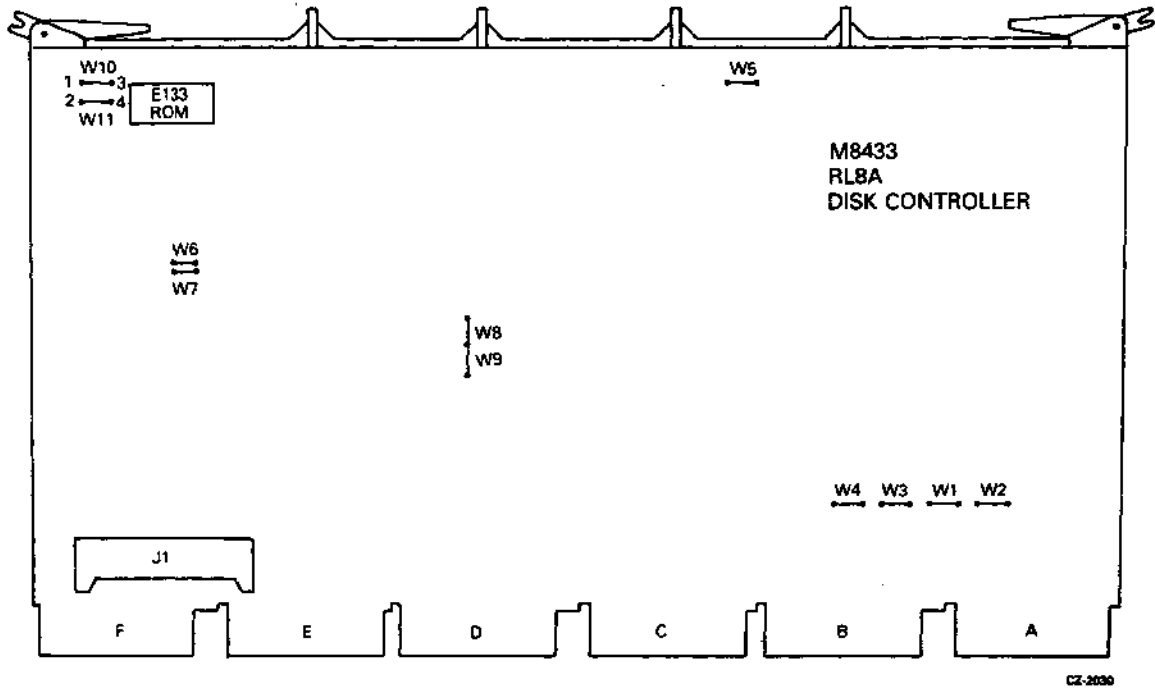 W10
1 3
2 4
W11
E133
ROM
W5
M8433
RL8A
DISK CONTROLLER
W6
W7
W8
W9
W4 W3 W1 W2
J1
F E D C B A
CZ-2030